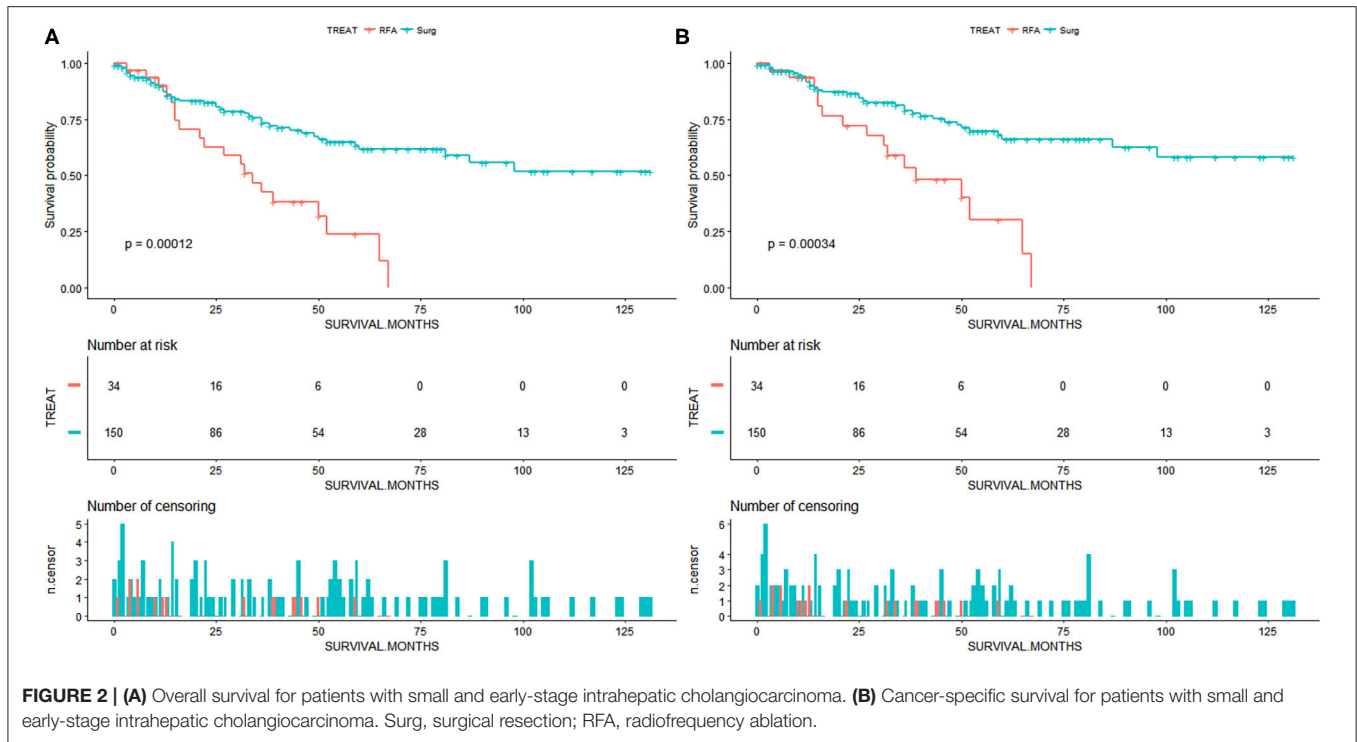 A
TREAT RFA Surg
1.00
0.75
0.50
0.25
0.00
Survival probability
p = 0.00012
0 25 50 75 100 125
SURVIVAL.MONTHS
Number at risk
TREAT
34 16 6 0 0 0
150 86 54 28 13 3
0 25 50 75 100 125
SURVIVAL.MONTHS
Number of censoring
n.censor
5
4
3
2
1
0
0 25 50 75 100 125
SURVIVAL.MONTHS
B
TREAT RFA Surg
1.00
0.75
0.50
0.25
0.00
Survival probability
p = 0.00034
0 25 50 75 100 125
SURVIVAL.MONTHS
Number at risk
TREAT
34 16 6 0 0 0
150 86 54 28 13 3
0 25 50 75 100 125
SURVIVAL.MONTHS
Number of censoring
n.censor
6
5
4
3
2
1
0
0 25 50 75 100 125
SURVIVAL.MONTHS
FIGURE 2 | (A) Overall survival for patients with small and early-stage intrahepatic cholangiocarcinoma. (B) Cancer-specific survival for patients with small and
early-stage intrahepatic cholangiocarcinoma. Surg, surgical resection; RFA, radiofrequency ablation.